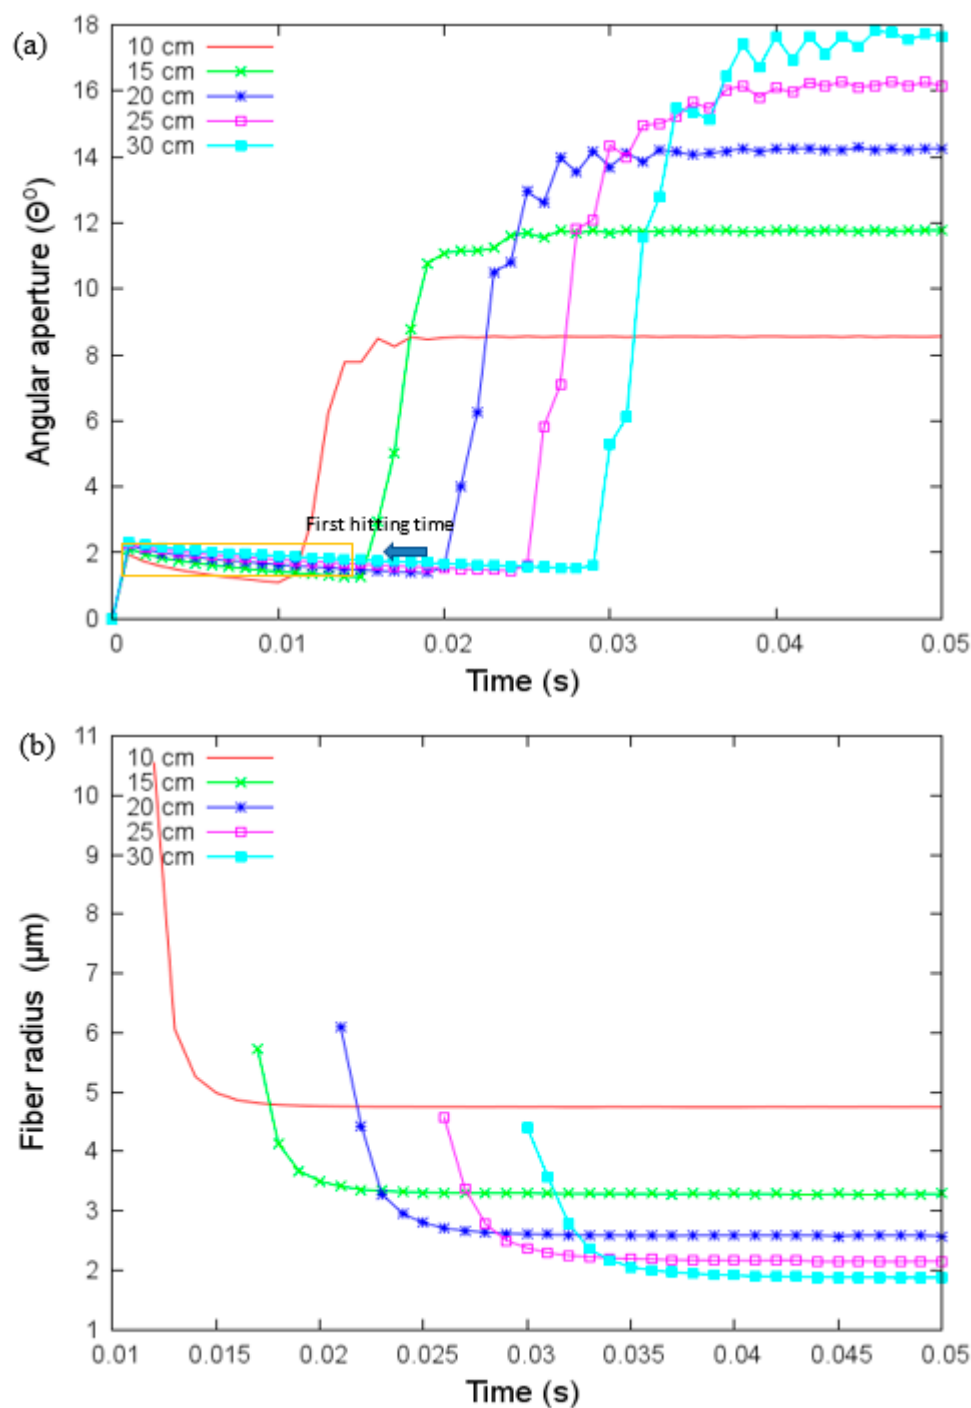 (a)
18
16
14
12
10
8
6
4
2
0
10 cm
15 cm
20 cm
25 cm
30 cm
Angular aperture (Θ⁰)
First hitting time
0 0.01 0.02 0.03 0.04 0.05
Time (s)
(b)
11
10
9
8
7
6
5
4
3
2
1
10 cm
15 cm
20 cm
25 cm
30 cm
Fiber radius (μm)
0.01 0.015 0.02 0.025 0.03 0.035 0.04 0.045 0.05
Time (s)